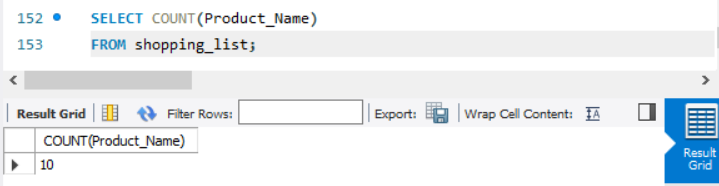 152 SELECT COUNT(Product_Name)
153 FROM shopping_list;
Result Grid Filter Rows: Export: Wrap Cell Content: IA
COUNT(Product_Name)
10
Result
Grid